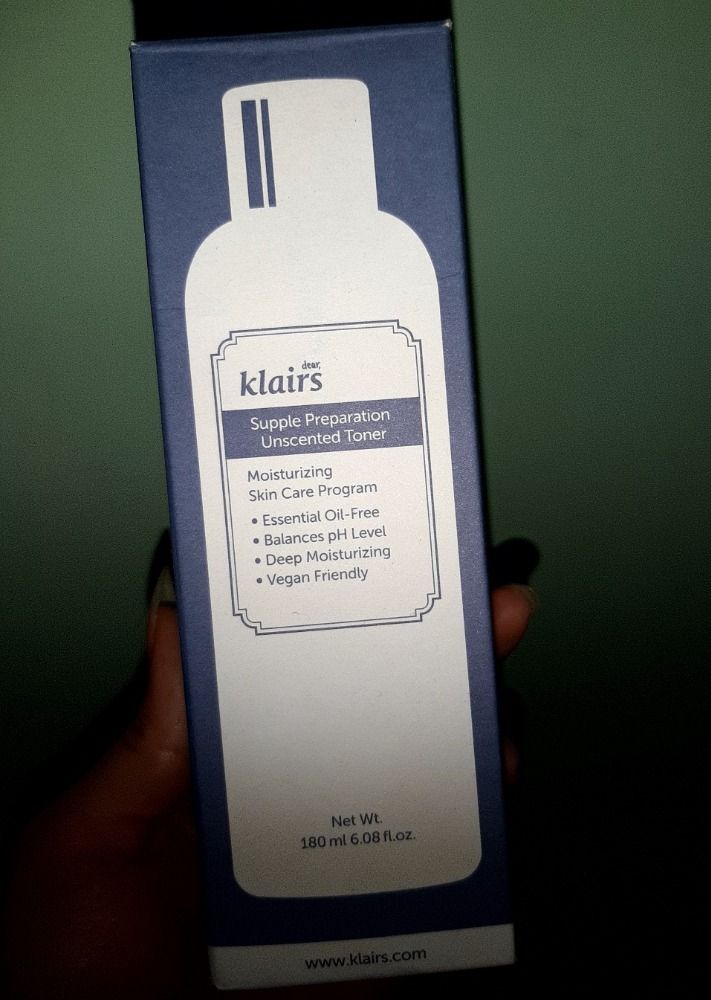 dear,
klairs
Supple Preparation
Unscented Toner
Moisturizing
Skin Care Program
• Essential Oil-Free
• Balances pH Level
• Deep Moisturizing
• Vegan Friendly
Net Wt.
180 ml 6.08 fl.oz.
www.klairs.com